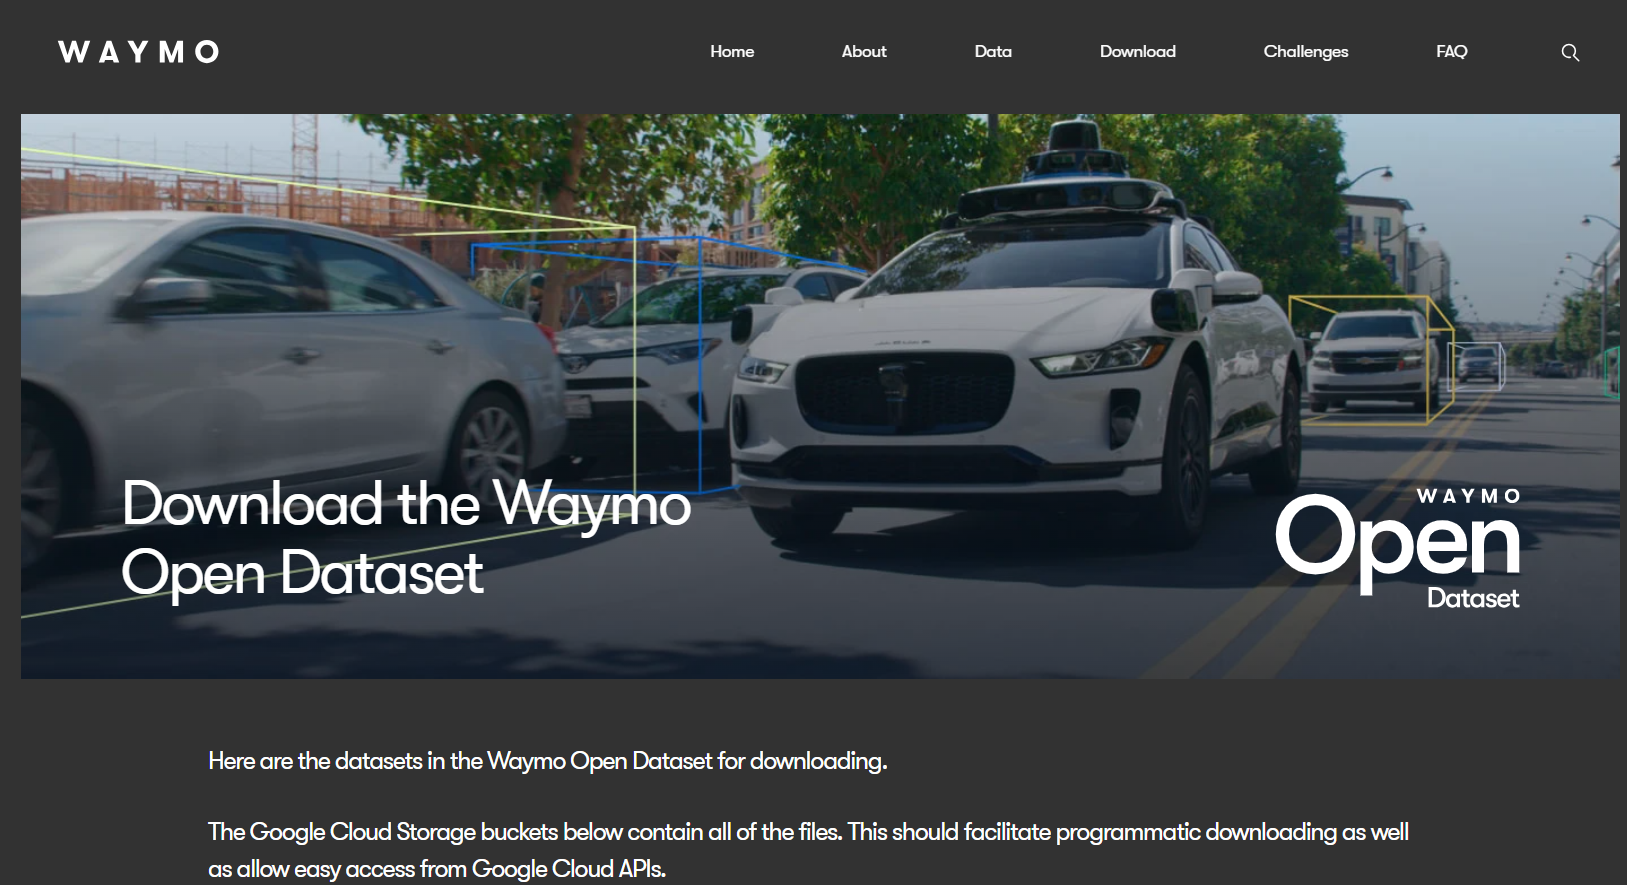 WAYMO
Home About Data Download Challenges FAQ
Download the Waymo
Open Dataset
WAYMO
Open
Dataset
Here are the datasets in the Waymo Open Dataset for downloading.
The Google Cloud Storage buckets below contain all of the files. This should facilitate programmatic downloading as well
as allow easy access from Google Cloud APIs.